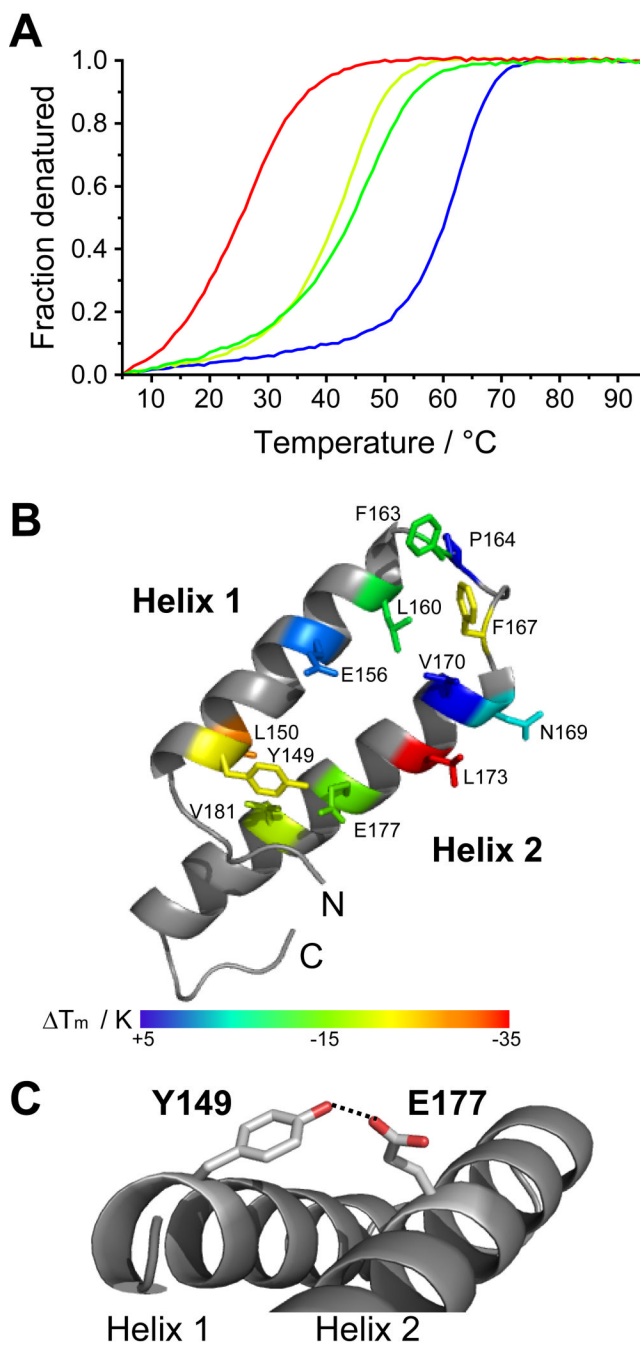 A
Fraction denatured
1.0
0.8
0.6
0.4
0.2
0.0
10 20 30 40 50 60 70 80 90
Temperature / °C
B
F163
P164
Helix 1
L160
F167
E156
V170
L150
N169
Y149
L173
V181
E177
Helix 2
N
C
ΔTm / K
+5 -15 -35
C
Y149 E177
Helix 1 Helix 2